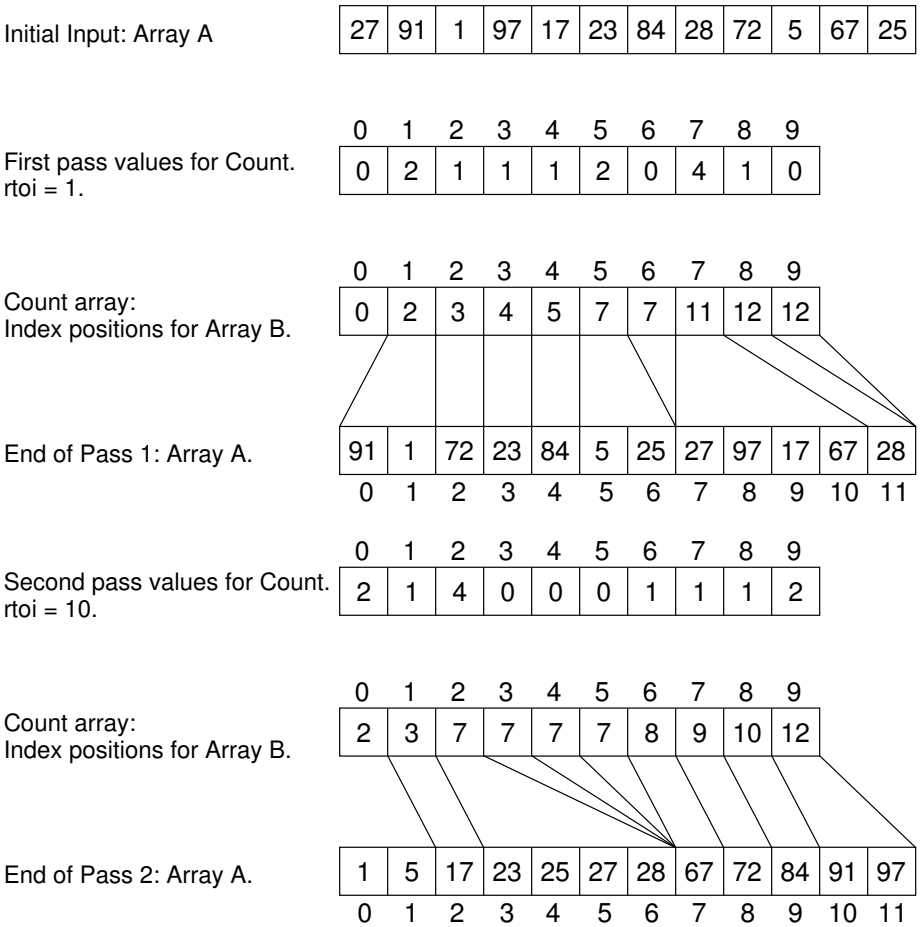 Initial Input: Array A
27 91 1 97 17 23 84 28 72 5 67 25
0 1 2 3 4 5 6 7 8 9
First pass values for Count.
rtoi = 1.
0 2 1 1 1 2 0 4 1 0
0 1 2 3 4 5 6 7 8 9
Count array:
Index positions for Array B.
0 2 3 4 5 7 7 11 12 12
End of Pass 1: Array A.
91 1 72 23 84 5 25 27 97 17 67 28
0 1 2 3 4 5 6 7 8 9 10 11
0 1 2 3 4 5 6 7 8 9
Second pass values for Count.
rtoi = 10.
2 1 4 0 0 0 1 1 1 2
0 1 2 3 4 5 6 7 8 9
Count array:
Index positions for Array B.
2 3 7 7 7 7 8 9 10 12
End of Pass 2: Array A.
1 5 17 23 25 27 28 67 72 84 91 97
0 1 2 3 4 5 6 7 8 9 10 11